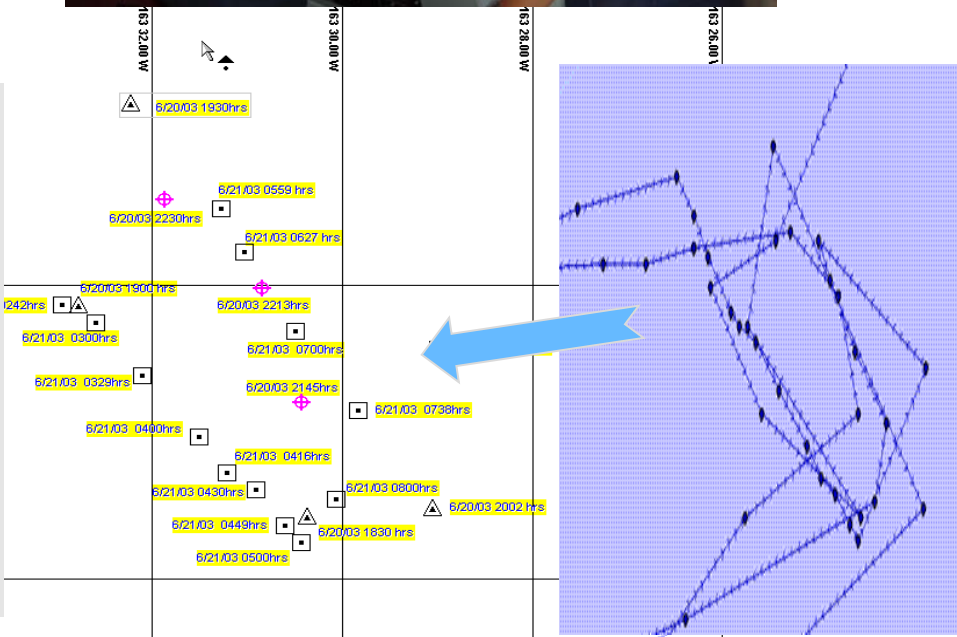 163 32.00 W
163 30.00 W
163 28.00 W
163 26.00
6/20/03 1930hrs
6/21/03 0559 hrs
6/20/03 2230hrs
6/21/03 0627 hrs
6/20/03 1900 hrs
0242hrs
6/20/03 2213hrs
6/21/03 0300hrs
6/21/03 0700hrs
6/21/03 0329hrs
6/20/03 2145hrs
6/21/03 0738hrs
6/21/03 0400hrs
6/21/03 0416hrs
6/21/03 0430hrs
6/21/03 0800hrs
6/20/03 2002 hrs
6/21/03 0449hrs
6/20/03 1830 hrs
6/21/03 0500hrs